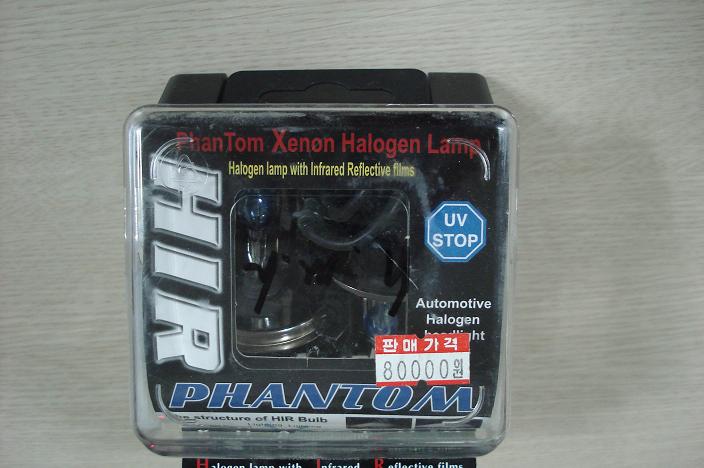 PhanTom Xenon Halogen Lamp
Halogen lamp with Infrared Reflective films
HIR
UV
STOP
Automotive
Halogen
headlight
판매가격
80000원
PHANTOM
structure of HIR Bulb
Halogen lamp with Infrared Reflective films